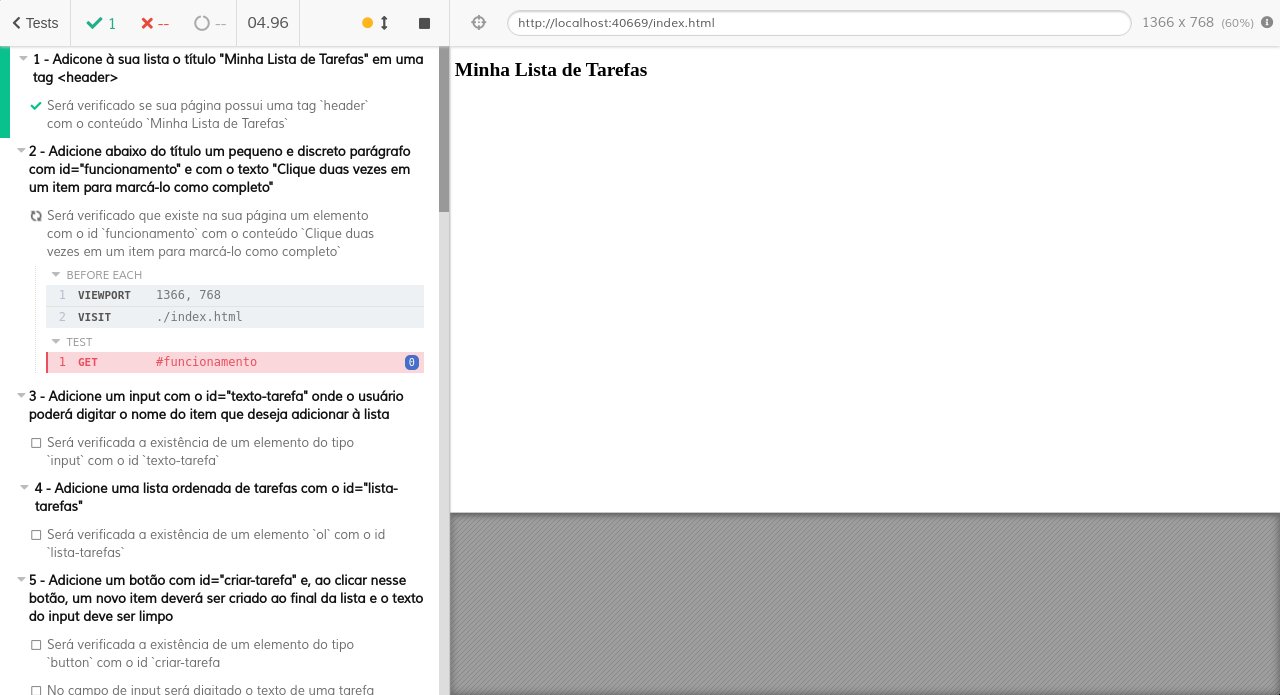 Tests
1
--
--
04.96
http://localhost:40669/index.html
1366 x 768 (60%)
1 - Adicone à sua lista o título "Minha Lista de Tarefas" em uma
tag <header>
Será verificado se sua página possui uma tag `header`
com o conteúdo `Minha Lista de Tarefas`
2 - Adicione abaixo do título um pequeno e discreto parágrafo
com id="funcionamento" e com o texto "Clique duas vezes em
um item para marcá-lo como completo"
Será verificado que existe na sua página um elemento
com o id `funcionamento` com o conteúdo `Clique duas
vezes em um item para marcá-lo como completo`
BEFORE EACH
1 VIEWPORT 1366, 768
2 VISIT ./index.html
TEST
1 GET #funcionamento 0
3 - Adicione um input com o id="texto-tarefa" onde o usuário
poderá digitar o nome do item que deseja adicionar à lista
Será verificada a existência de um elemento do tipo
`input` com o id `texto-tarefa`
4 - Adicione uma lista ordenada de tarefas com o id="lista-
tarefas"
Será verificada a existência de um elemento `ol` com o id
`lista-tarefas`
5 - Adicione um botão com id="criar-tarefa" e, ao clicar nesse
botão, um novo item deverá ser criado ao final da lista e o texto
do input deve ser limpo
Será verificada a existência de um elemento do tipo
`button` com o id `criar-tarefa
No campo de input será digitado o texto de uma tarefa
Minha Lista de Tarefas